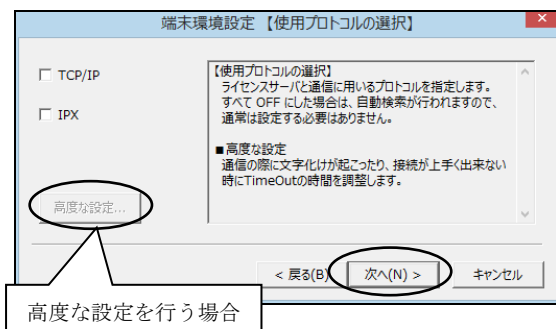 端末環境設定 【使用プロトコルの選択】
TCP/IP
IPX
【使用プロトコルの選択】
ライセンスサーバと通信に用いるプロトコルを指定します。
すべて OFF にした場合は、自動検索が行われますので、
通常は設定する必要はありません。
■高度な設定
通信の際に文字化けが起こったり、接続が上手く出来ない
時にTimeOutの時間を調整します。
高度な設定...
< 戻る(B)
次へ(N) >
キャンセル
高度な設定を行う場合